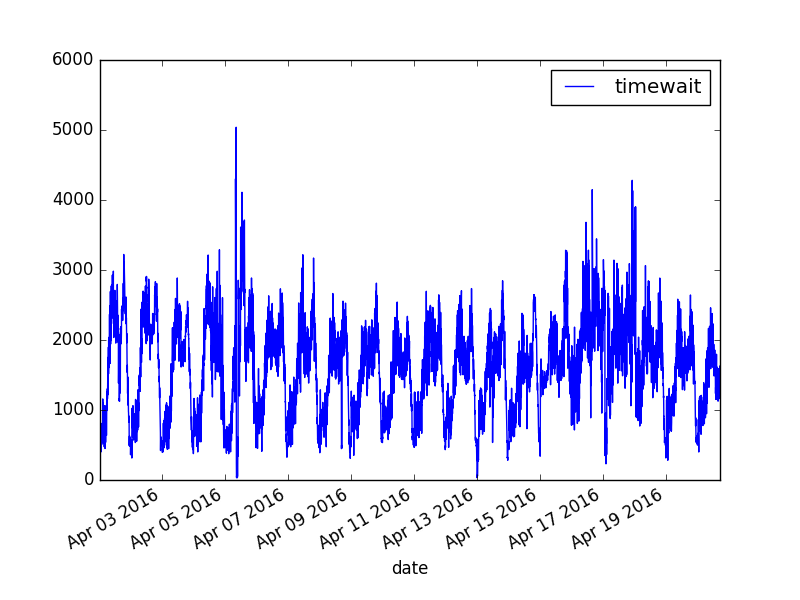 timewait
6000
5000
4000
3000
2000
1000
0
Apr 03 2016
Apr 05 2016
Apr 07 2016
Apr 09 2016
Apr 11 2016
Apr 13 2016
Apr 15 2016
Apr 17 2016
Apr 19 2016
date